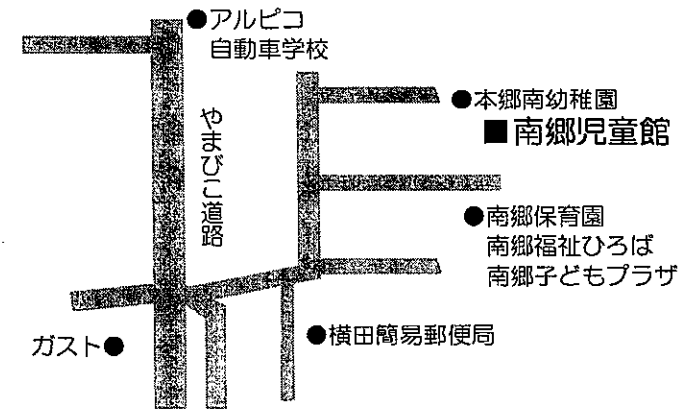 ●アルピコ
自動車学校
やまびこ道路
●本郷南幼稚園
■南郷児童館
●南郷保育園
南郷福祉ひろば
南郷子どもプラザ
ガスト●
●横田簡易郵便局